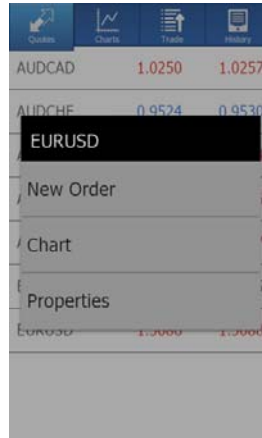 Quotes Charts Trade History
AUDCAD 1.0250 1.0257
AUDCHF 0.9524 0.9530
EURUSD
New Order
Chart
Properties
EURUSD